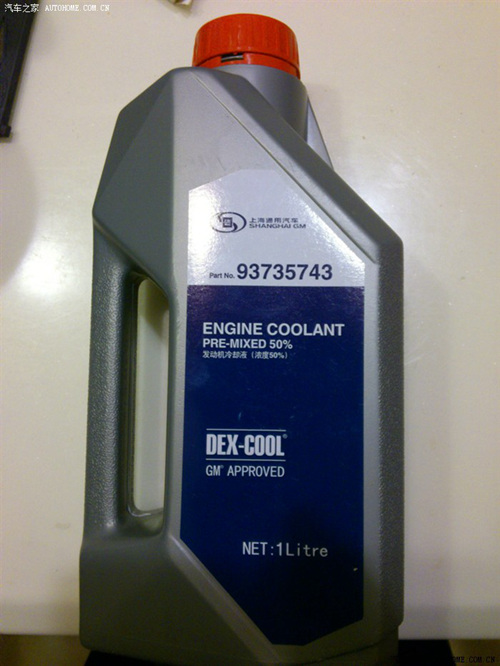 汽车之家 AUTOHOME.COM.CN
上海通用汽车
SHANGHAI GM
Part No. 93735743
ENGINE COOLANT
PRE-MIXED 50%
发动机冷却液（浓度50%）
DEX-COOL®
GM® APPROVED
NET:1Litre